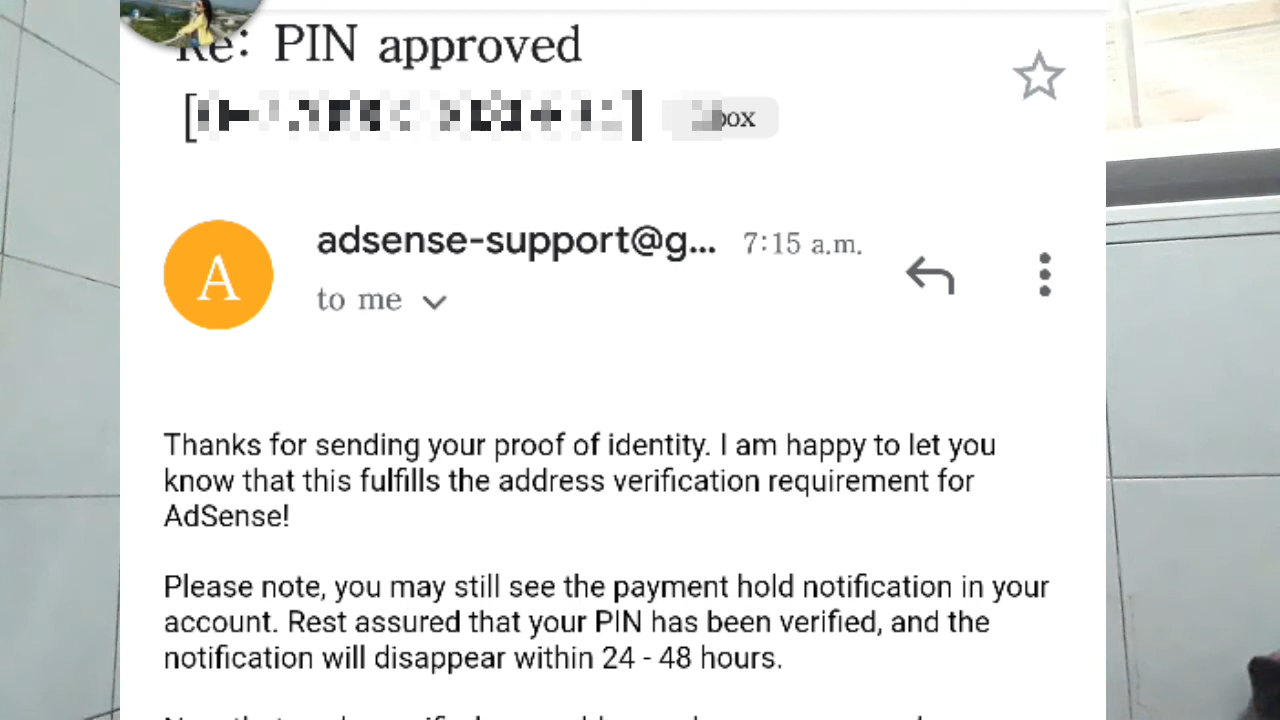 Re: PIN approved
[
]
box
A
adsense-support@g...
7:15 a.m.
to me
Thanks for sending your proof of identity. I am happy to let you
know that this fulfills the address verification requirement for
AdSense!
Please note, you may still see the payment hold notification in your
account. Rest assured that your PIN has been verified, and the
notification will disappear within 24 - 48 hours.